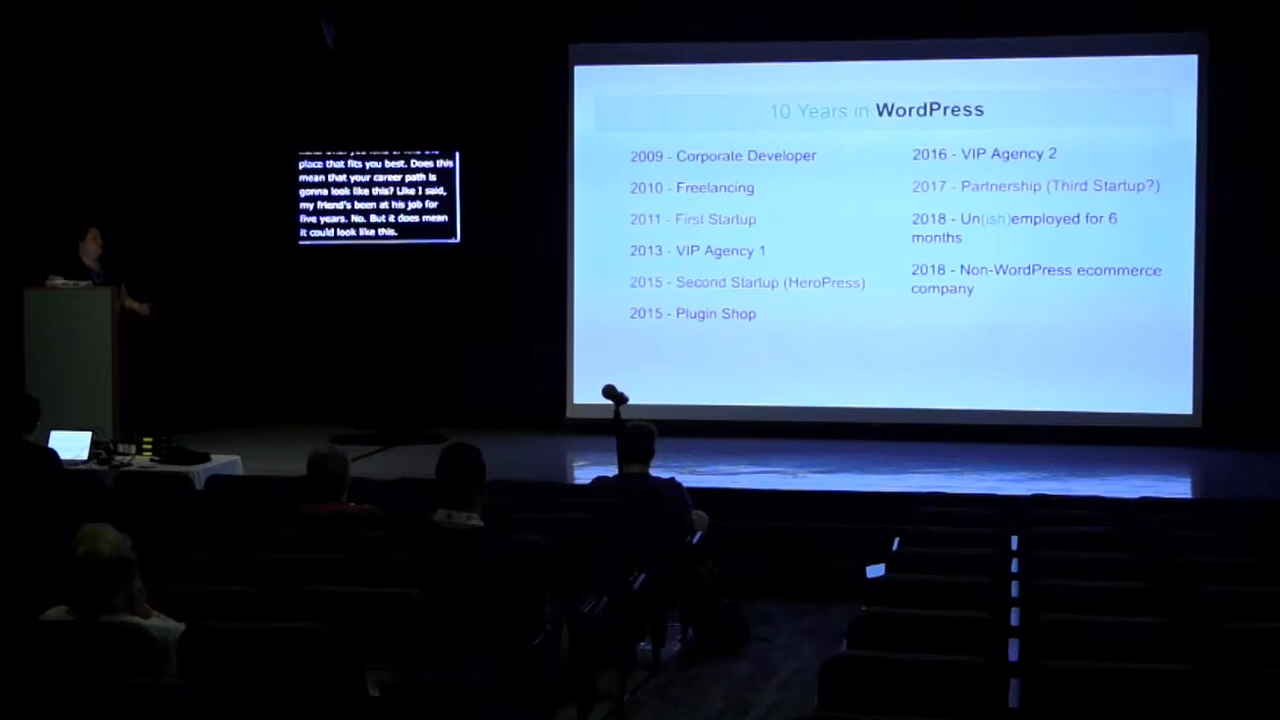 place that fits you best. Does this
mean that your career path is
gonna look like this? Like I said,
my friend's been at his job for
five years. No. But it does mean
it could look like this.
10 Years in WordPress
2009 - Corporate Developer
2010 - Freelancing
2011 - First Startup
2013 - VIP Agency 1
2015 - Second Startup (HeroPress)
2015 - Plugin Shop
2016 - VIP Agency 2
2017 - Partnership (Third Startup?)
2018 - Un(ish)employed for 6
months
2018 - Non-WordPress ecommerce
company